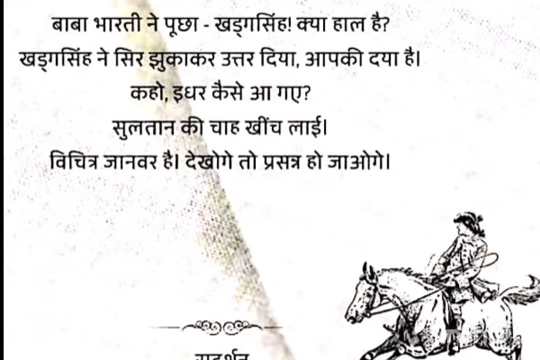 बाबा भारती ने पूछा - खड्गसिंह! क्या हाल है?
खड्गसिंह ने सिर झुकाकर उत्तर दिया, आपकी दया है।
कहो, इधर कैसे आ गए?
सुलतान की चाह खींच लाई।
विचित्र जानवर है। देखोगे तो प्रसन्न हो जाओगे।